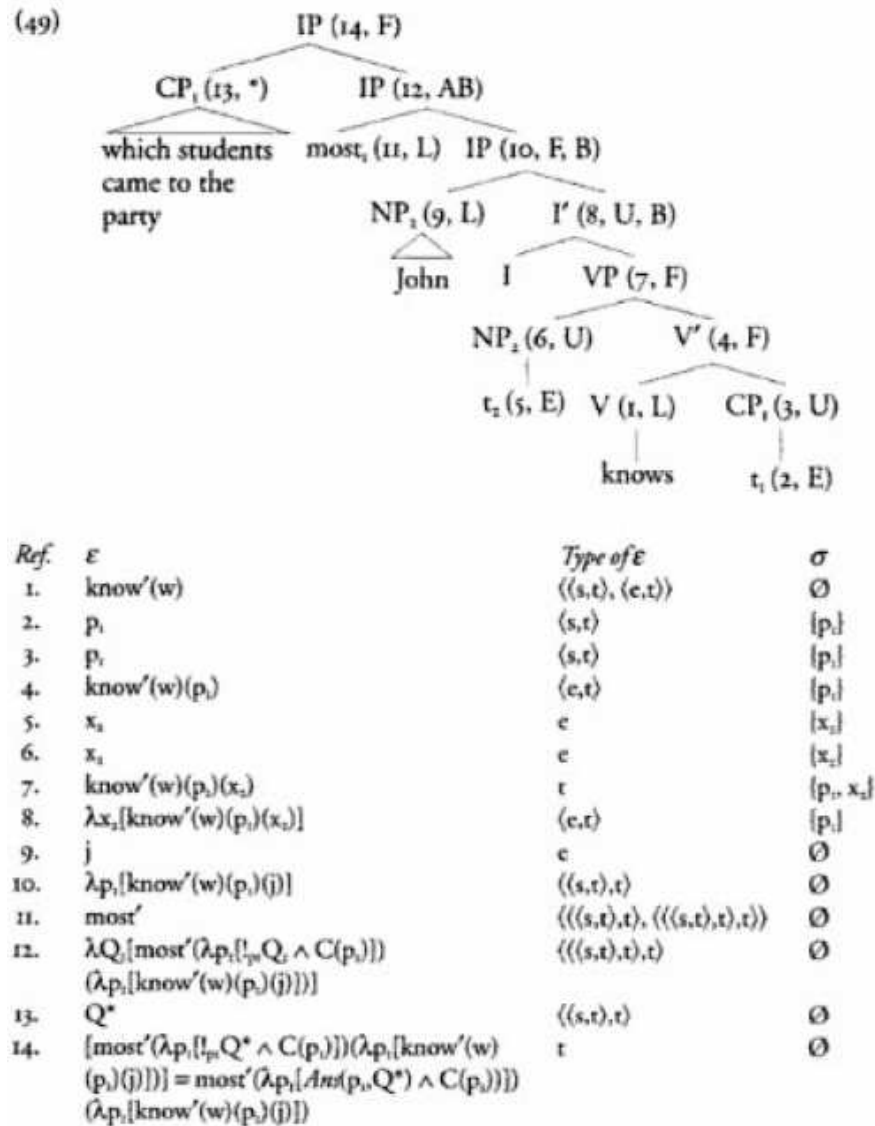 (49)
IP (14, F)
CP₁ (13, *) IP (12, AB)
which students most₁ (11, L) IP (10, F, B)
came to the
party
NP₂ (9, L) I′ (8, U, B)
John I VP (7, F)
NP₂ (6, U) V′ (4, F)
t₂ (5, E) V (1, L) CP₁ (3, U)
knows t₁ (2, E)
Ref. ε Type of ε σ
1. know′(w) ⟨⟨s,t⟩, ⟨e,t⟩⟩ ∅
2. p₁ ⟨s,t⟩ {p₁}
3. p₁ ⟨s,t⟩ {p₁}
4. know′(w)(p₁) ⟨e,t⟩ {p₁}
5. x₂ e {x₂}
6. x₂ e {x₂}
7. know′(w)(p₁)(x₂) t {p₁, x₂}
8. λx₂[know′(w)(p₁)(x₂)] ⟨e,t⟩ {p₁}
9. j e ∅
10. λp₁[know′(w)(p₁)(j)] ⟨⟨s,t⟩,t⟩ ∅
11. most′ ⟨⟨⟨s,t⟩,t⟩, ⟨⟨⟨s,t⟩,t⟩,t⟩⟩ ∅
12. λQ₁[most′(λp₁[!ₚ₁Q₁ ∧ C(p₁)]) ⟨⟨⟨s,t⟩,t⟩,t⟩ ∅
(λp₁[know′(w)(p₁)(j)])]
13. Q* ⟨⟨s,t⟩,t⟩ ∅
14. [most′(λp₁[!ₚ₁Q* ∧ C(p₁)])(λp₁[know′(w) t ∅
(p₁)(j)])] = most′(λp₁[Ans(p₁,Q*) ∧ C(p₁))])
(λp₁[know′(w)(p₁)(j)])